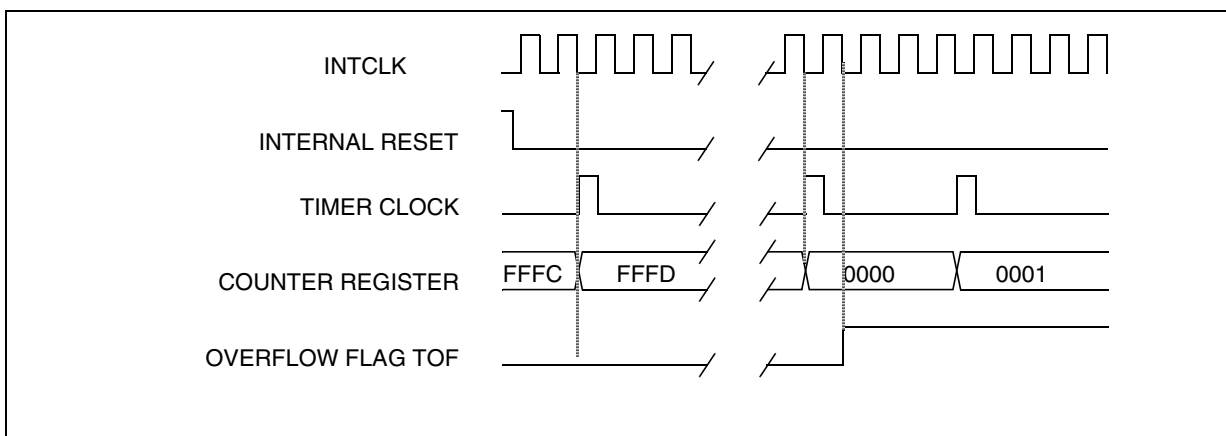 INTCLK
INTERNAL RESET
TIMER CLOCK
COUNTER REGISTER FFFC FFFD 0000 0001
OVERFLOW FLAG TOF